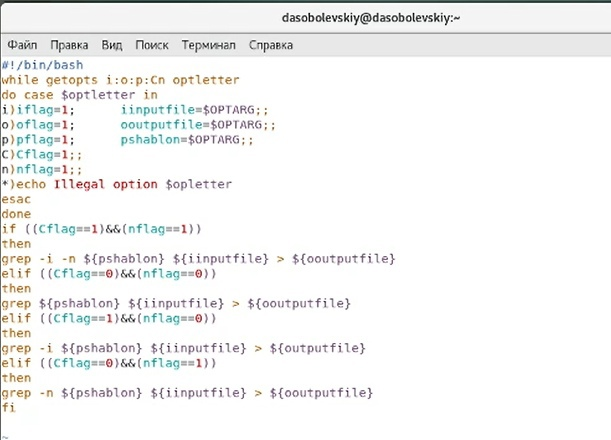 dasobolevskiy@dasobolevskiy:~
Файл Правка Вид Поиск Терминал Справка
#!/bin/bash
while getopts i:o:p:Cn optletter
do case $optletter in
i)iflag=1; iinputfile=$OPTARG;;
o)oflag=1; ooutputfile=$OPTARG;;
p)pflag=1; pshablon=$OPTARG;;
C)Cflag=1;;
n)nflag=1;;
*)echo Illegal option $opletter
esac
done
if ((Cflag==1)&&(nflag==1))
then
grep -i -n ${pshablon} ${iinputfile} > ${ooutputfile}
elif ((Cflag==0)&&(nflag==0))
then
grep ${pshablon} ${iinputfile} > ${ooutputfile}
elif ((Cflag==1)&&(nflag==0))
then
grep -i ${pshablon} ${iinputfile} > ${outputfile}
elif ((Cflag==0)&&(nflag==1))
then
grep -n ${pshablon} ${iinputfile} > ${ooutputfile}
fi
~